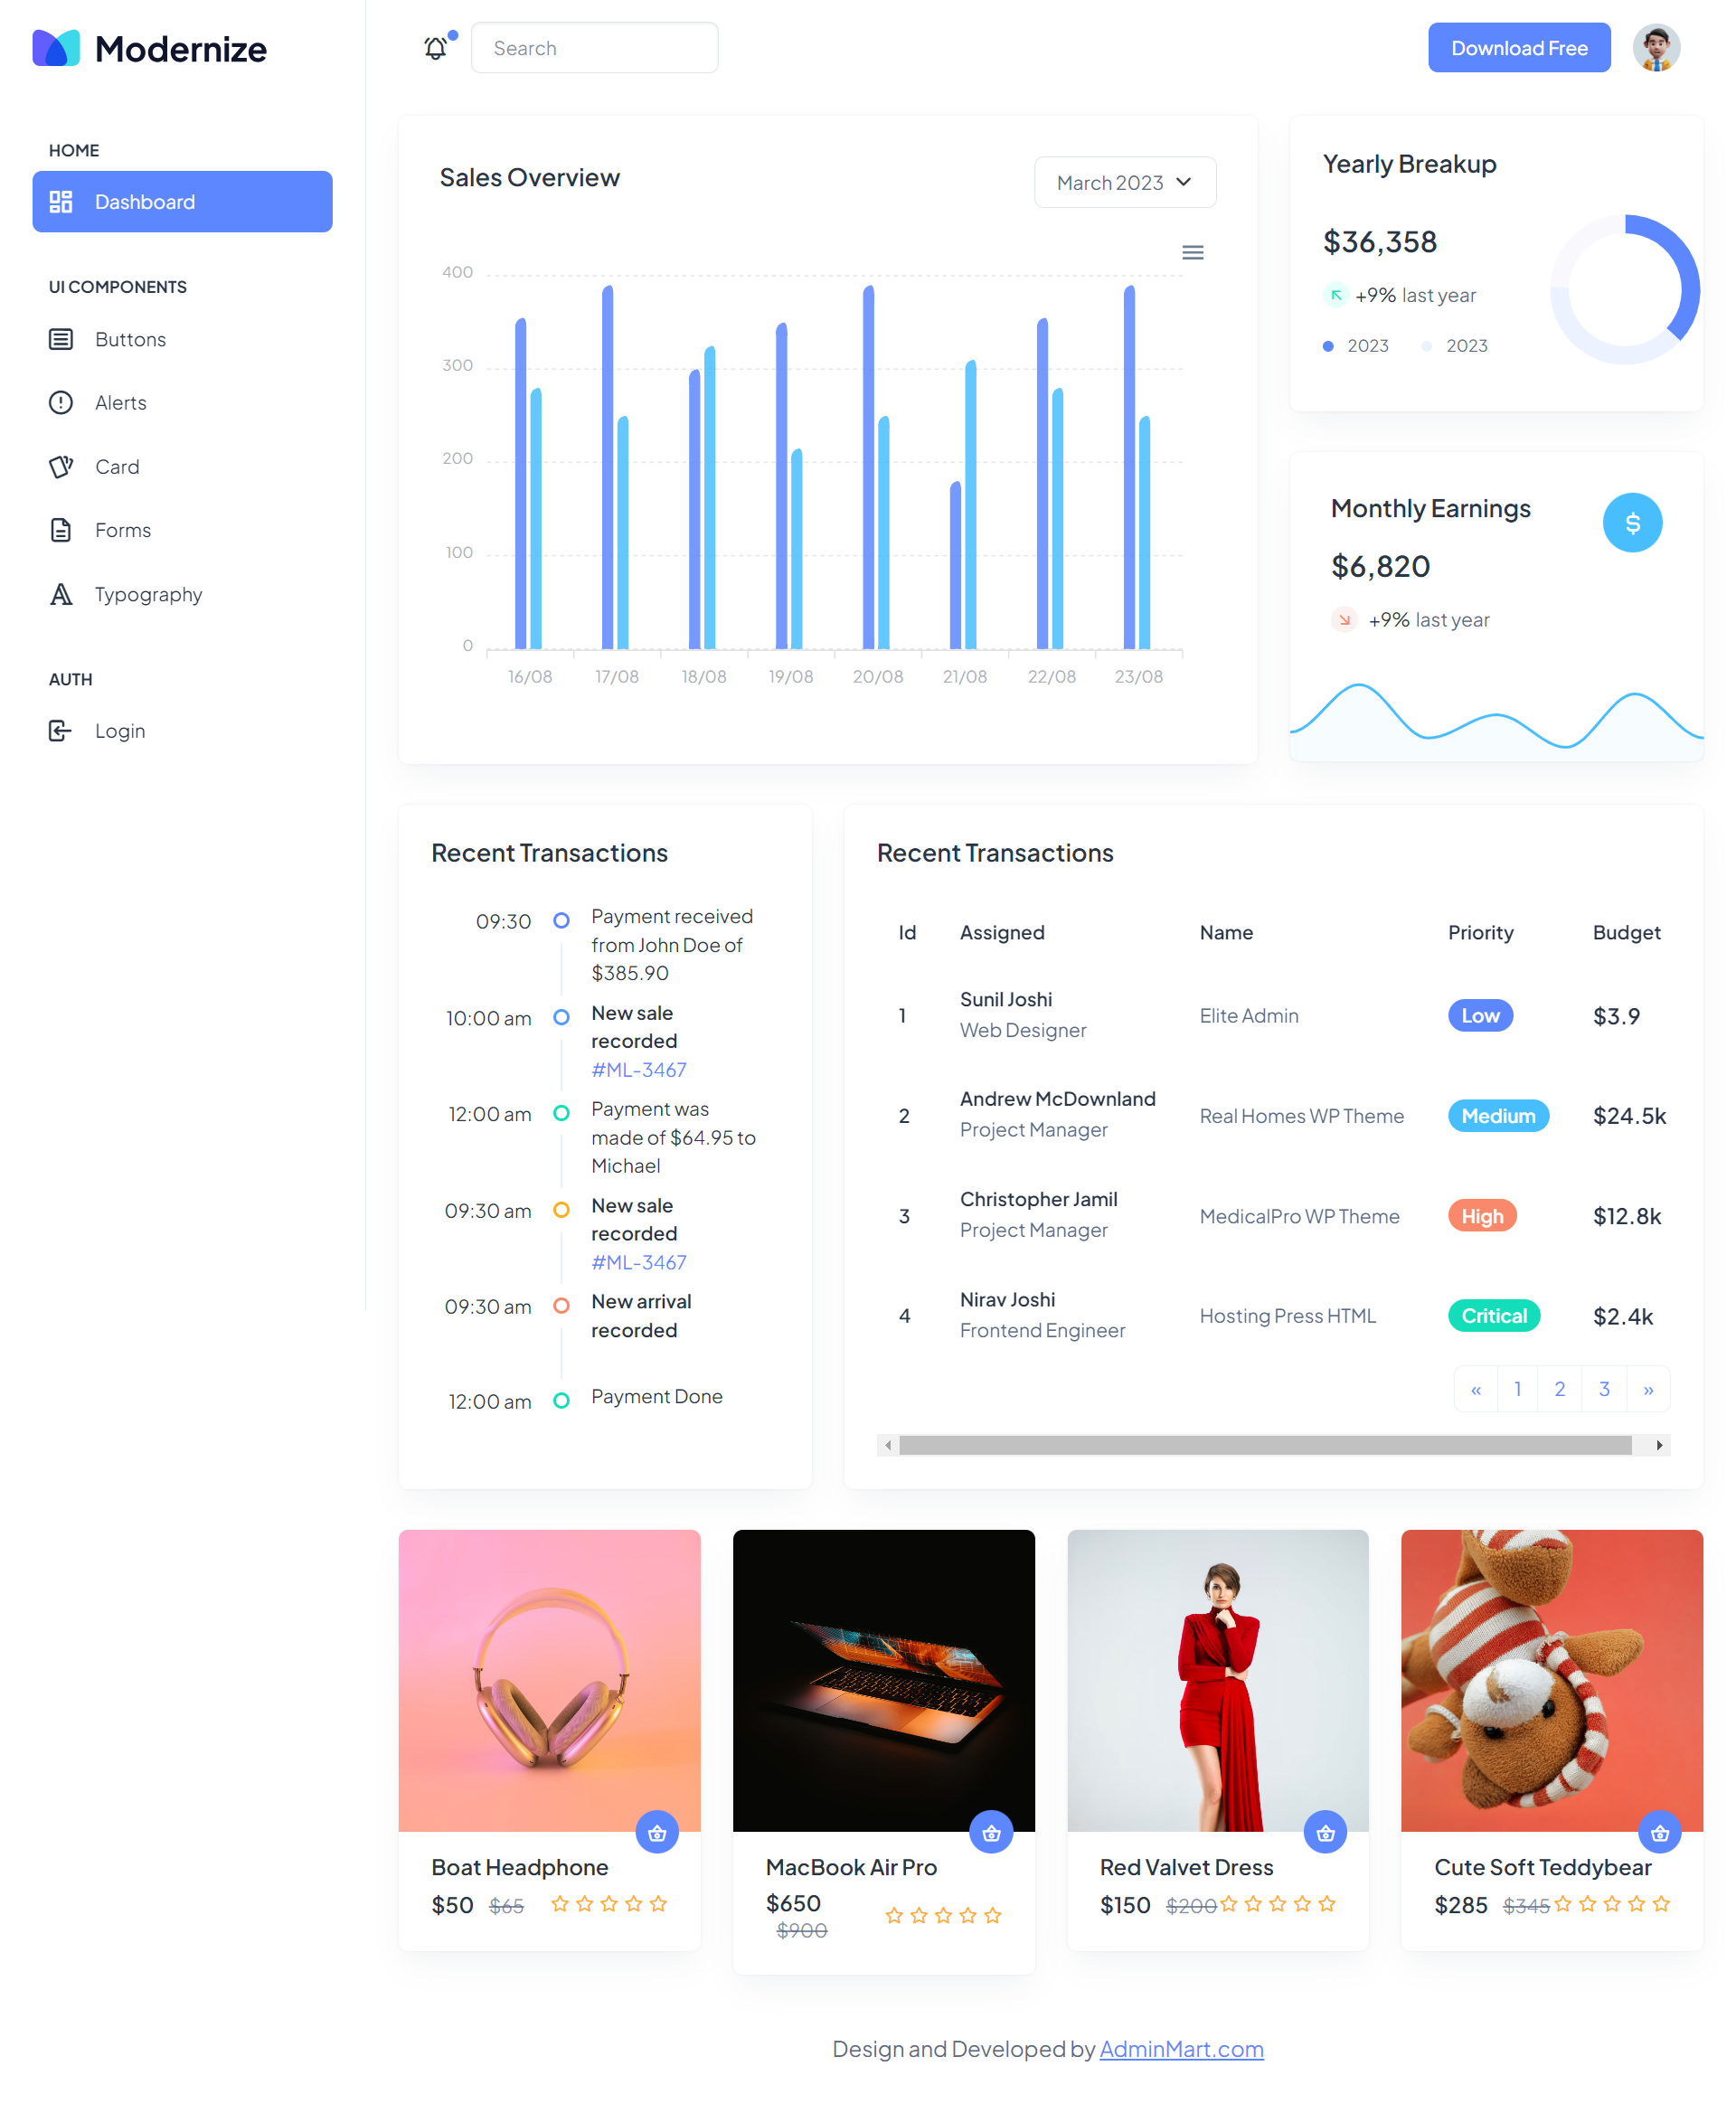 Modernize
Search
Download Free
HOME
Dashboard
UI COMPONENTS
Buttons
Alerts
Card
Forms
Typography
AUTH
Login
Sales Overview
March 2023
400
300
200
100
0
16/08 17/08 18/08 19/08 20/08 21/08 22/08 23/08
Yearly Breakup
$36,358
+9% last year
2023 2023
Monthly Earnings
$
$6,820
+9% last year
Recent Transactions
09:30 Payment received
from John Doe of
$385.90
10:00 am New sale
recorded
#ML-3467
12:00 am Payment was
made of $64.95 to
Michael
09:30 am New sale
recorded
#ML-3467
09:30 am New arrival
recorded
12:00 am Payment Done
Recent Transactions
Id Assigned Name Priority Budget
1 Sunil Joshi Elite Admin Low $3.9
Web Designer
2 Andrew McDownland Real Homes WP Theme Medium $24.5k
Project Manager
3 Christopher Jamil MedicalPro WP Theme High $12.8k
Project Manager
4 Nirav Joshi Hosting Press HTML Critical $2.4k
Frontend Engineer
« 1 2 3 »
Boat Headphone
$50 $65
MacBook Air Pro
$650
$900
Red Valvet Dress
$150 $200
Cute Soft Teddybear
$285 $345
Design and Developed by AdminMart.com